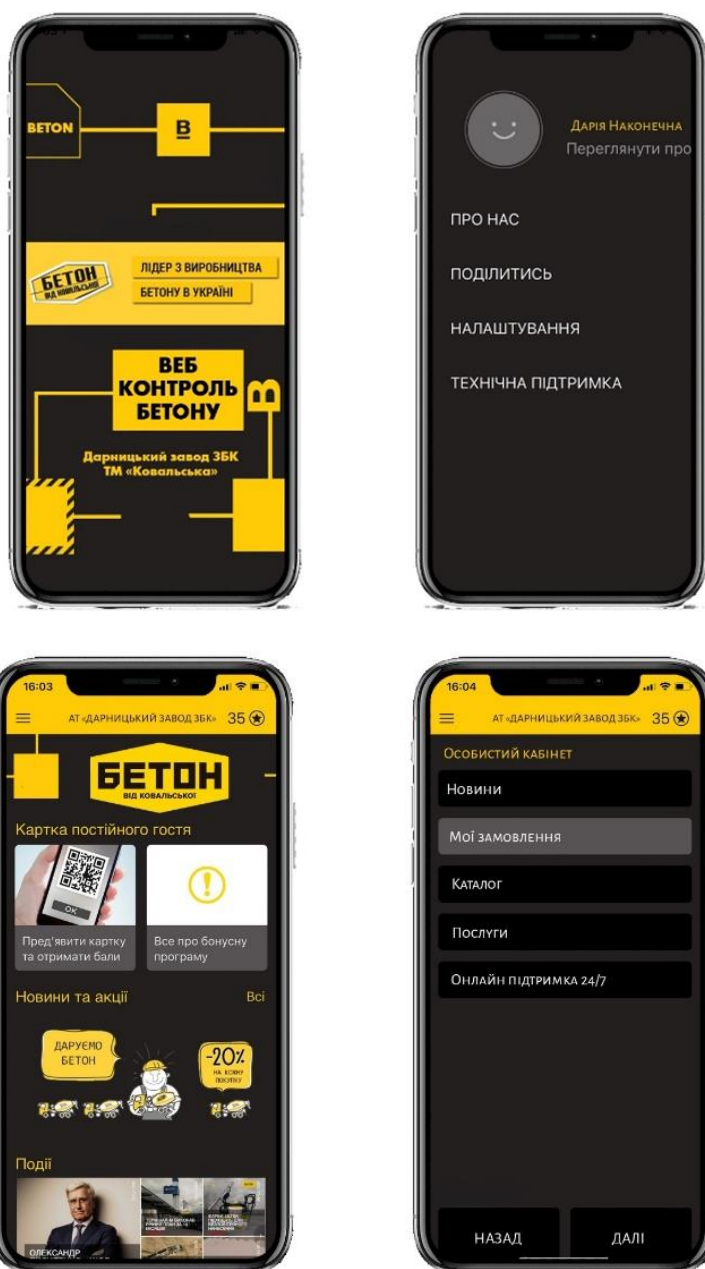 BETON
B
БЕТОН
ВІД КОВАЛЬСЬКОЇ
ЛІДЕР З ВИРОБНИЦТВА
БЕТОНУ В УКРАЇНІ
ВЕБ
КОНТРОЛЬ
БЕТОНУ
B
Дарницький завод ЗБК
ТМ «Ковальська»
Дарія Наконечна
Переглянути про
ПРО НАС
ПОДІЛИТИСЬ
НАЛАШТУВАННЯ
ТЕХНІЧНА ПІДТРИМКА
16:03
АТ «ДАРНИЦЬКИЙ ЗАВОД ЗБК» 35
БЕТОН
ВІД КОВАЛЬСЬКОЇ
Картка постійного гостя
OK
Пред'явити картку
та отримати бали
Все про бонусну
програму
Новини та акції Всі
ДАРУЄМО
БЕТОН
-20%
НА КОЖНУ
ПОКУПКУ
Події
ОЛЕКСАНДР
16:04
АТ «ДАРНИЦЬКИЙ ЗАВОД ЗБК» 35
Особистий кабінет
Новини
Мої замовлення
Каталог
Послуги
Онлайн підтримка 24/7
НАЗАД ДАЛІ